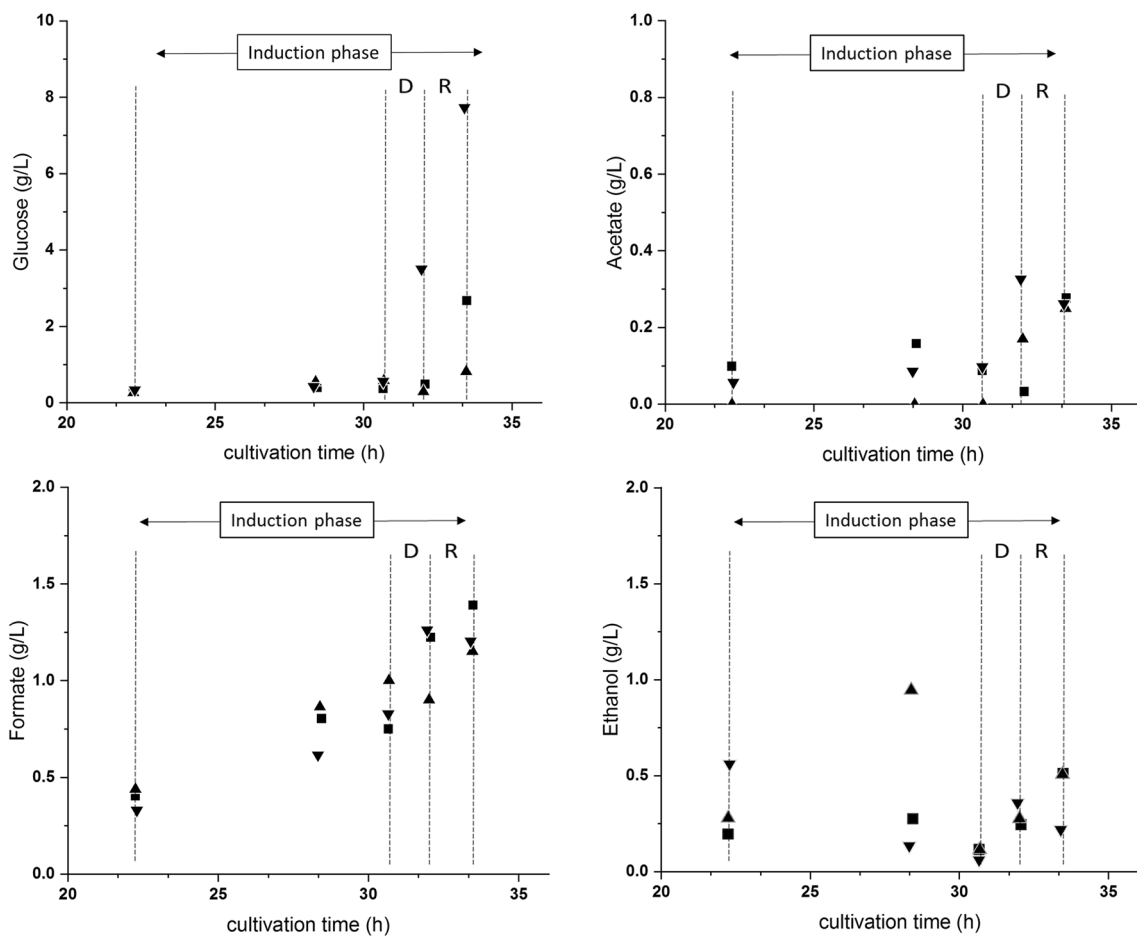 10
8
6
4
2
0
20
25
30
35
Glucose (g/L)
cultivation time (h)
Induction phase
D
R
1.0
0.8
0.6
0.4
0.2
0.0
20
25
30
35
Acetate (g/L)
cultivation time (h)
Induction phase
D
R
2.0
1.5
1.0
0.5
0.0
20
25
30
35
Formate (g/L)
cultivation time (h)
Induction phase
D
R
2.0
1.5
1.0
0.5
0.0
20
25
30
35
Ethanol (g/L)
cultivation time (h)
Induction phase
D
R